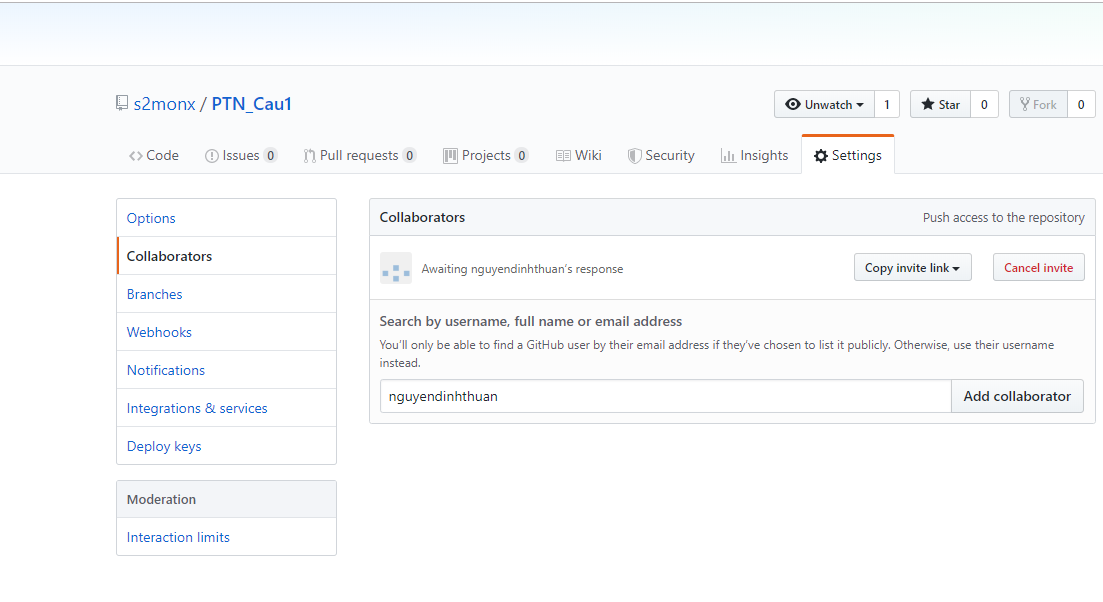 s2monx / PTN_Cau1
Unwatch 1 Star 0 Fork 0
Code Issues 0 Pull requests 0 Projects 0 Wiki Security Insights Settings
Options
Collaborators
Branches
Webhooks
Notifications
Integrations & services
Deploy keys
Moderation
Interaction limits
Collaborators Push access to the repository
Awaiting nguyendinhthuan’s response Copy invite link Cancel invite
Search by username, full name or email address
You’ll only be able to find a GitHub user by their email address if they’ve chosen to list it publicly. Otherwise, use their username
instead.
nguyendinhthuan Add collaborator